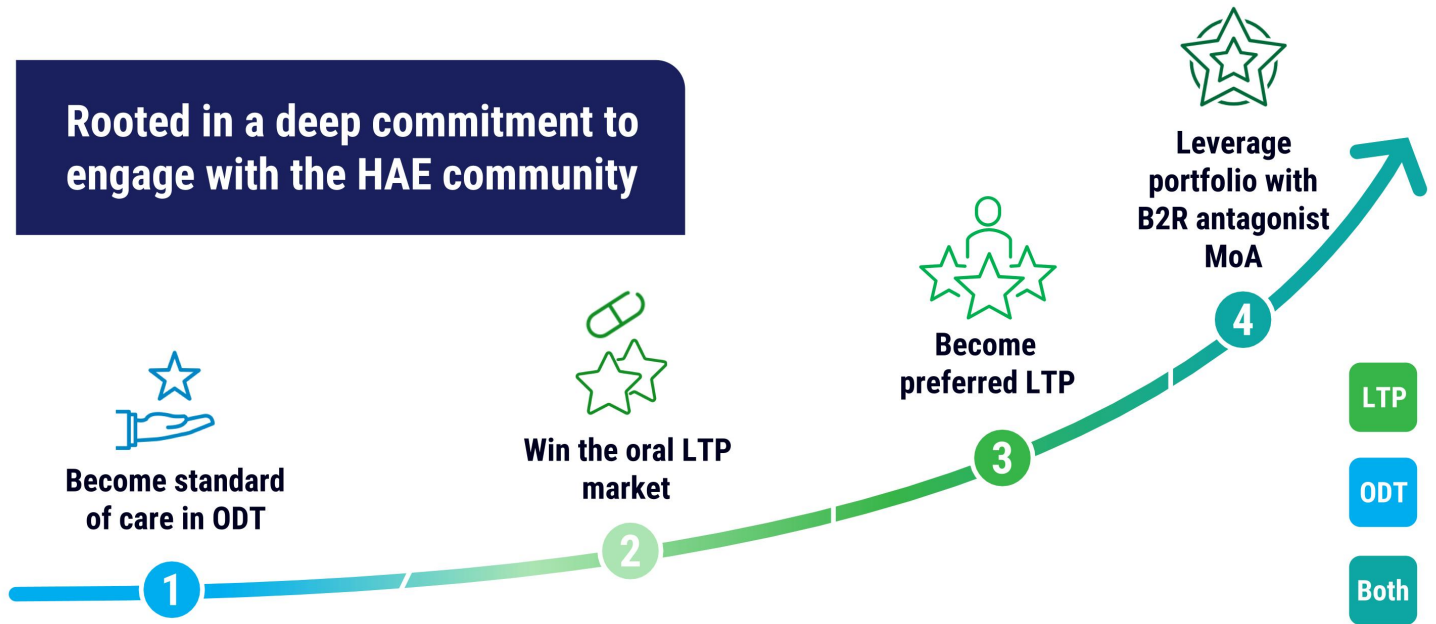 Rooted in a deep commitment to
engage with the HAE community
Become standard
of care in ODT
1
Win the oral LTP
market
2
Become
preferred LTP
3
Leverage
portfolio with
B2R antagonist
MoA
4
LTP
ODT
Both